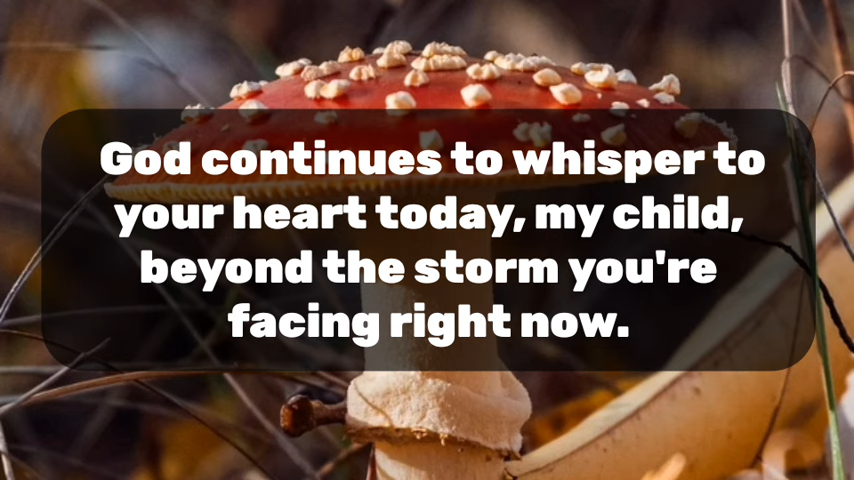 God continues to whisper to
your heart today, my child,
beyond the storm you're
facing right now.